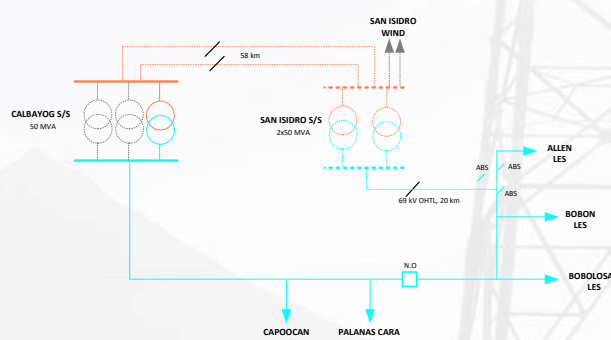 SAN ISIDRO
WIND
58 km
CALBAYOG S/S
50 MVA
SAN ISIDRO S/S
2x50 MVA
ALLEN
LES
ABS
ABS
ABS
69 kV OHTL, 20 km
BOBON
LES
N.O
BOBOLOSA
LES
CAPOOCAN
PALANAS CARA